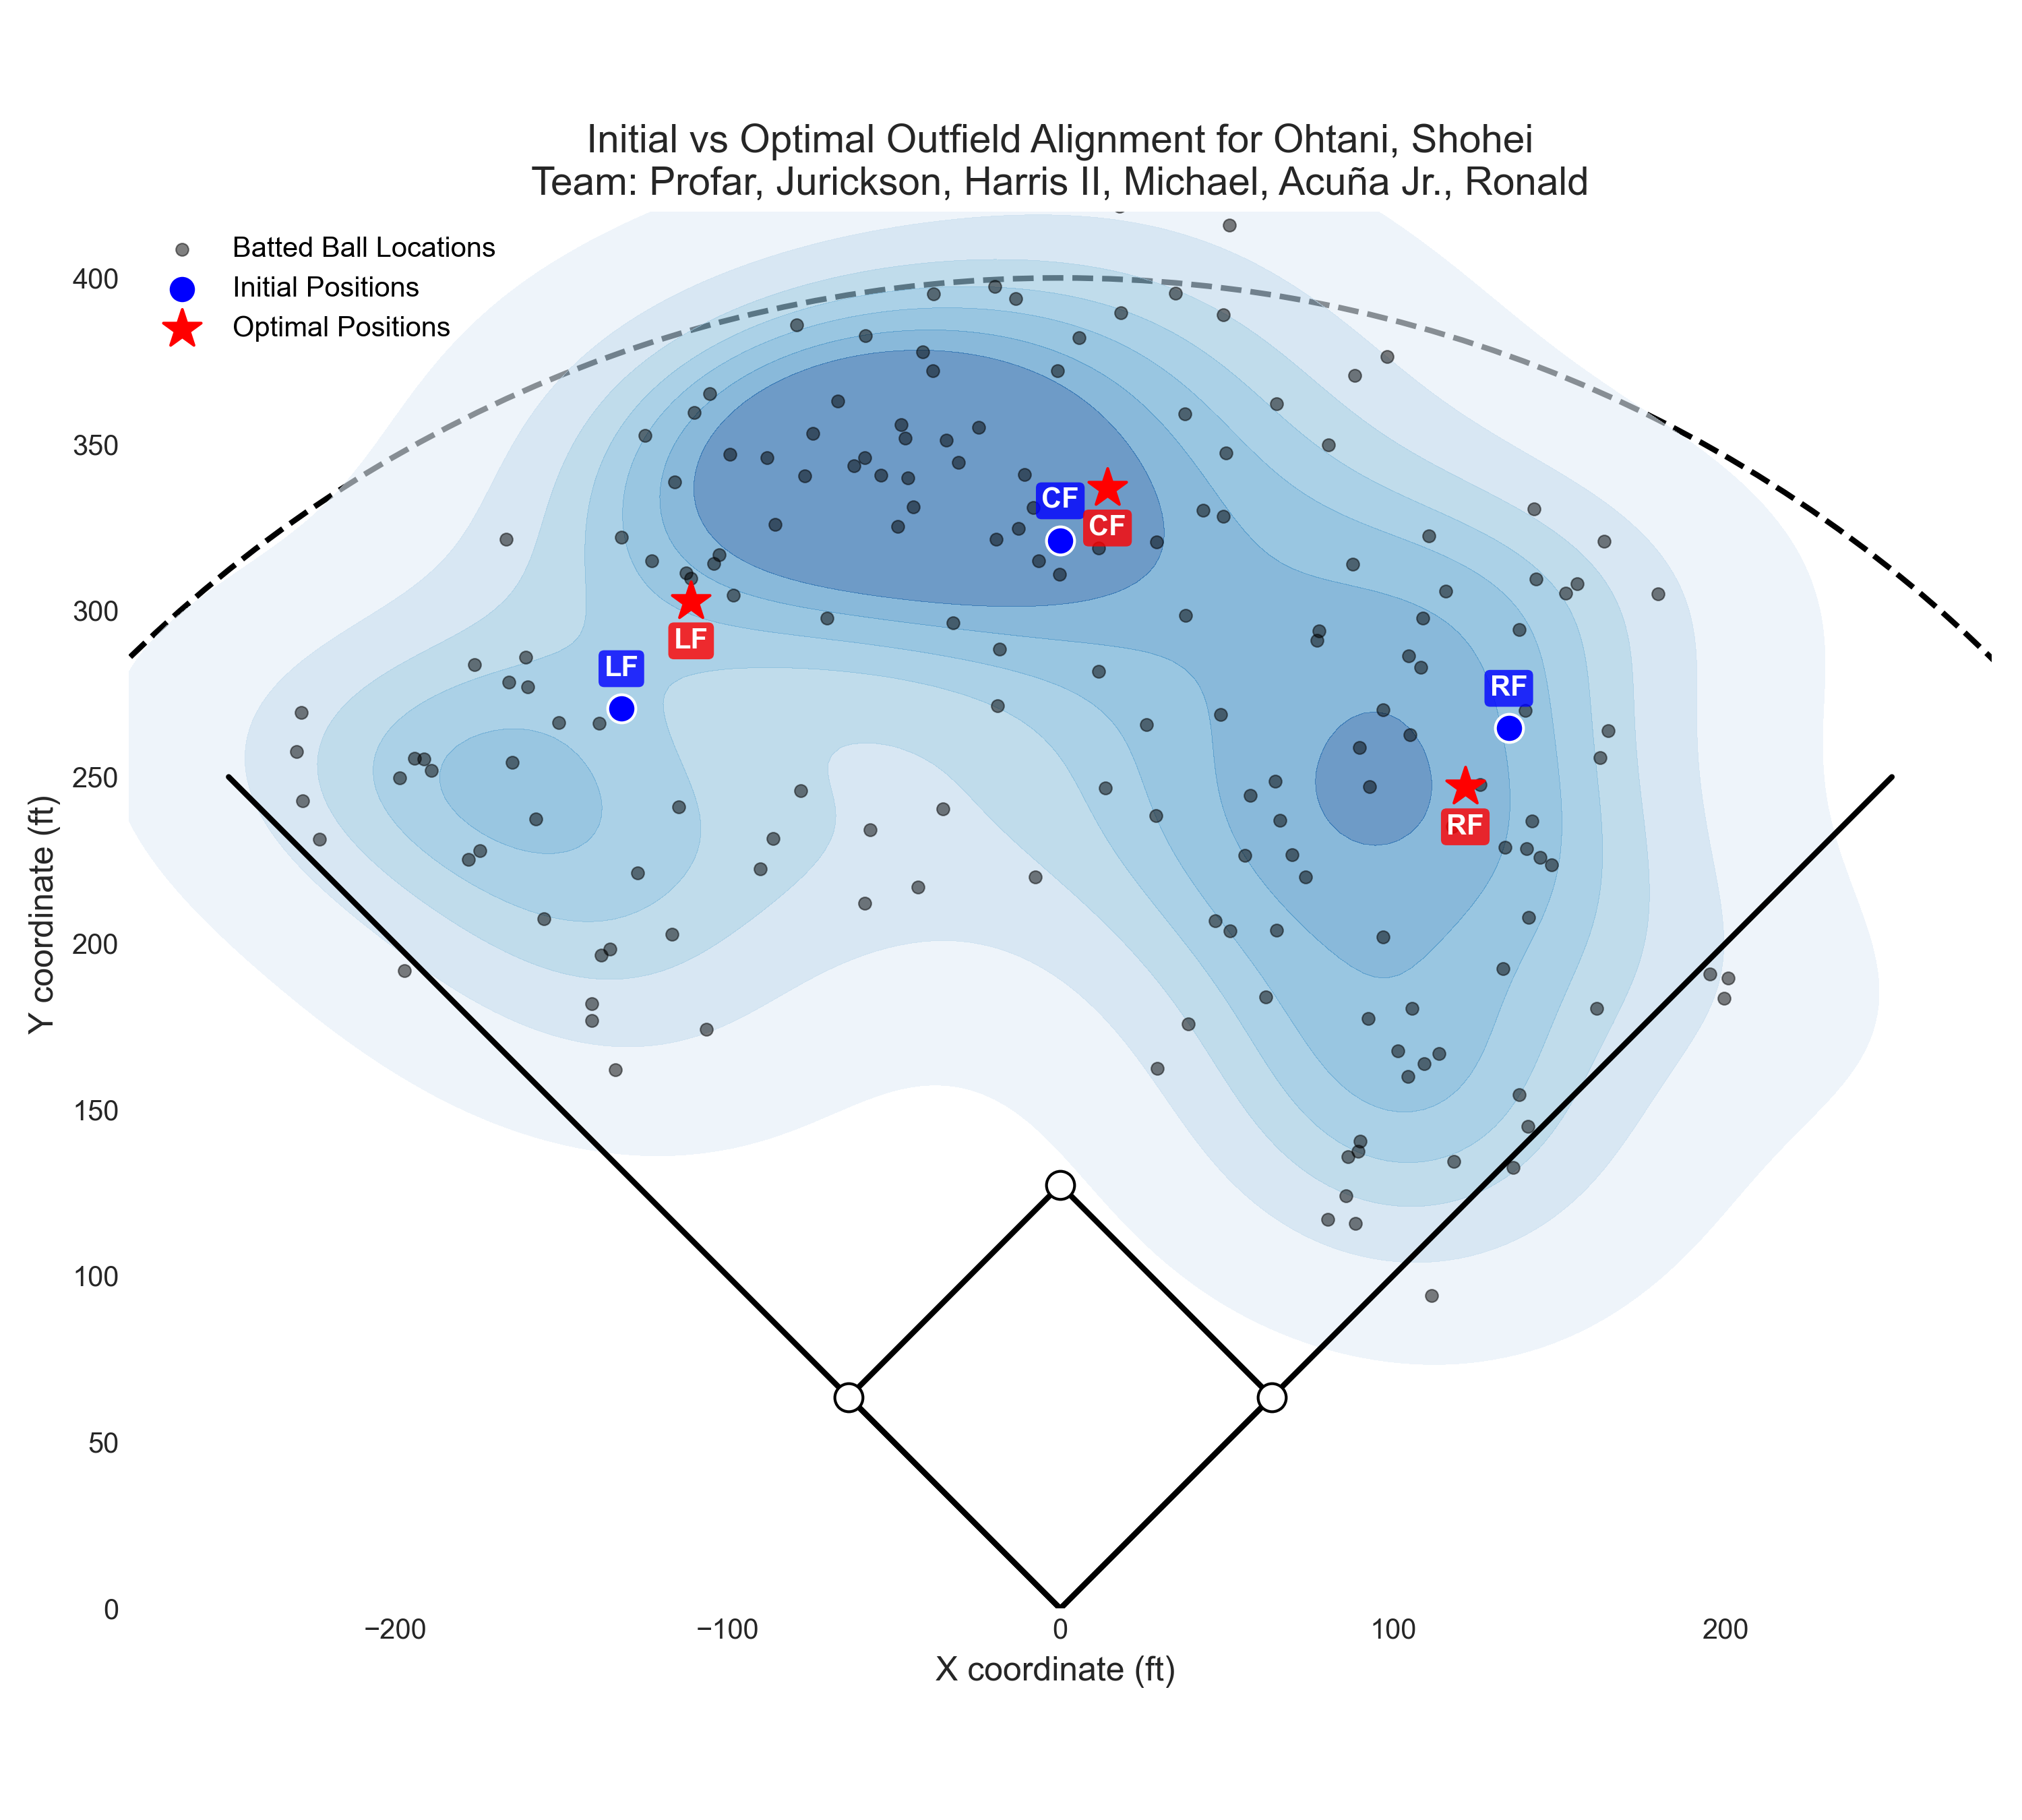 Initial vs Optimal Outfield Alignment for Ohtani, Shohei
Team: Profar, Jurickson, Harris II, Michael, Acuña Jr., Ronald
Batted Ball Locations
Initial Positions
Optimal Positions
400
350
300
250
200
150
100
50
0
Y coordinate (ft)
CF
CF
LF
LF
RF
RF
−200
−100
0
100
200
X coordinate (ft)